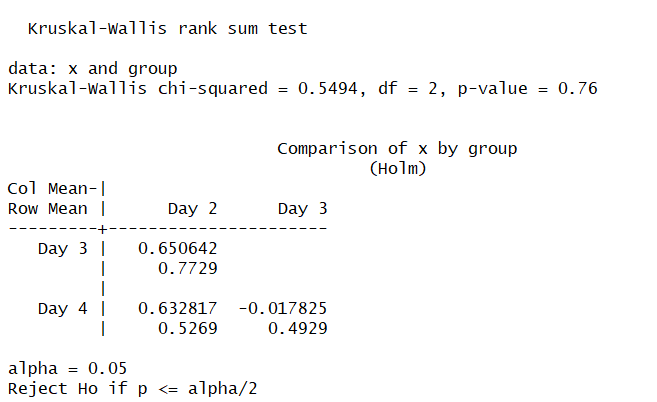 Kruskal-Wallis rank sum test
data: x and group
Kruskal-Wallis chi-squared = 0.5494, df = 2, p-value = 0.76
Comparison of x by group
(Holm)
Col Mean-|
Row Mean |      Day 2      Day 3
---------+----------------------
Day 3 |   0.650642
|     0.7729
|
Day 4 |   0.632817  -0.017825
|     0.5269     0.4929
alpha = 0.05
Reject Ho if p <= alpha/2